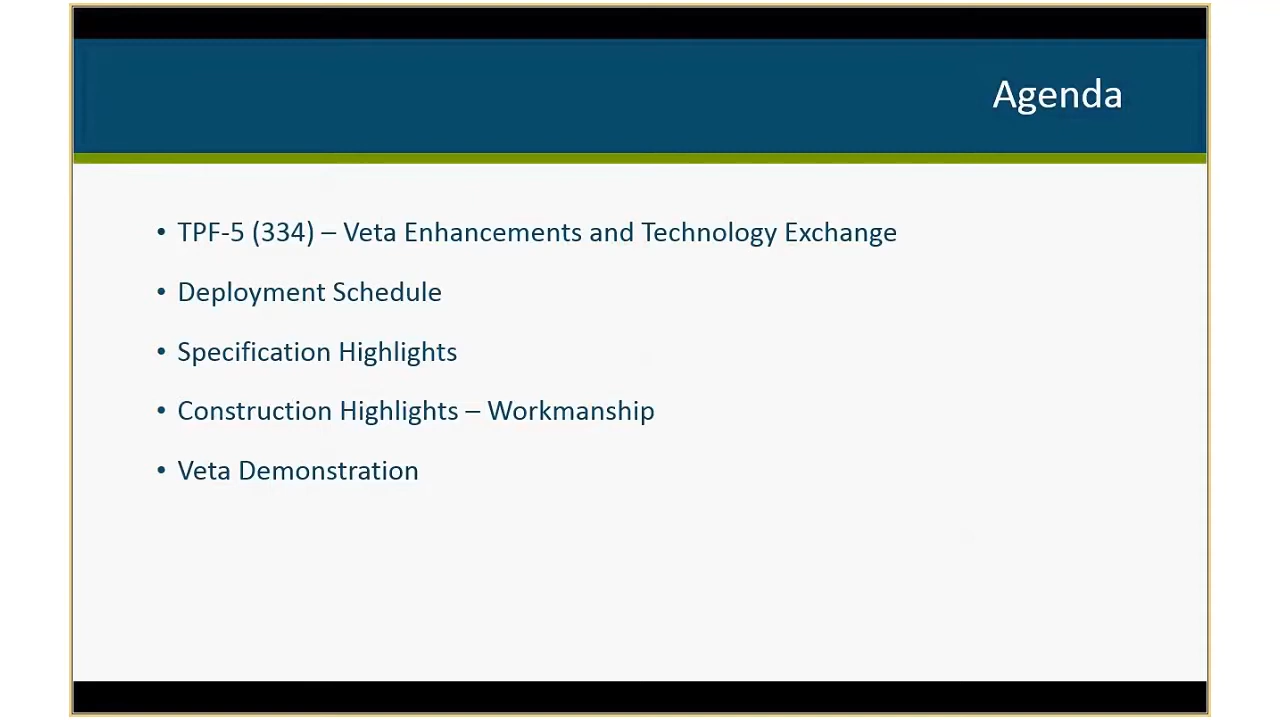 Agenda
• TPF-5 (334) – Veta Enhancements and Technology Exchange
• Deployment Schedule
• Specification Highlights
• Construction Highlights – Workmanship
• Veta Demonstration